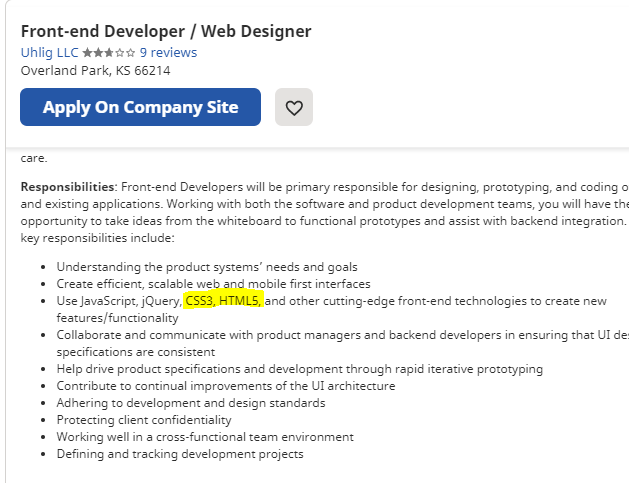 Front-end Developer / Web Designer
Uhlig LLC ★★★☆☆ 9 reviews
Overland Park, KS 66214
Apply On Company Site
care.
Responsibilities: Front-end Developers will be primary responsible for designing, prototyping, and coding
and existing applications. Working with both the software and product development teams, you will have
opportunity to take ideas from the whiteboard to functional prototypes and assist with backend integration.
key responsibilities include:
• Understanding the product systems’ needs and goals
• Create efficient, scalable web and mobile first interfaces
• Use JavaScript, jQuery, CSS3, HTML5, and other cutting-edge front-end technologies to create new
features/functionality
• Collaborate and communicate with product managers and backend developers in ensuring that UI
specifications are consistent
• Help drive product specifications and development through rapid iterative prototyping
• Contribute to continual improvements of the UI architecture
• Adhering to development and design standards
• Protecting client confidentiality
• Working well in a cross-functional team environment
• Defining and tracking development projects